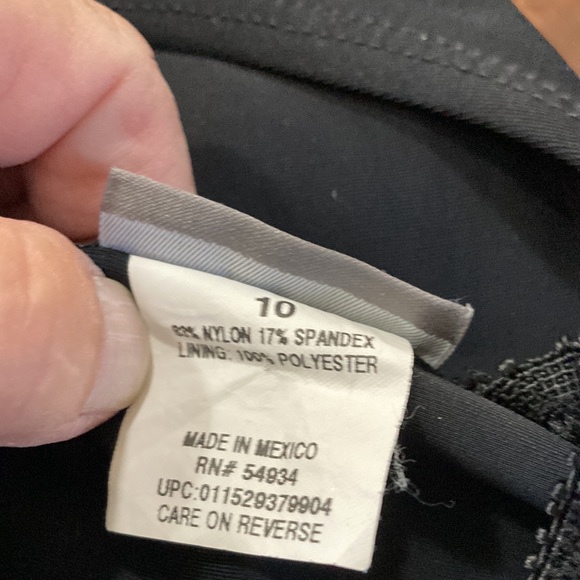 10
83% NYLON 17% SPANDEX
LINING: 100% POLYESTER
MADE IN MEXICO
RN# 54934
UPC:011529379904
CARE ON REVERSE